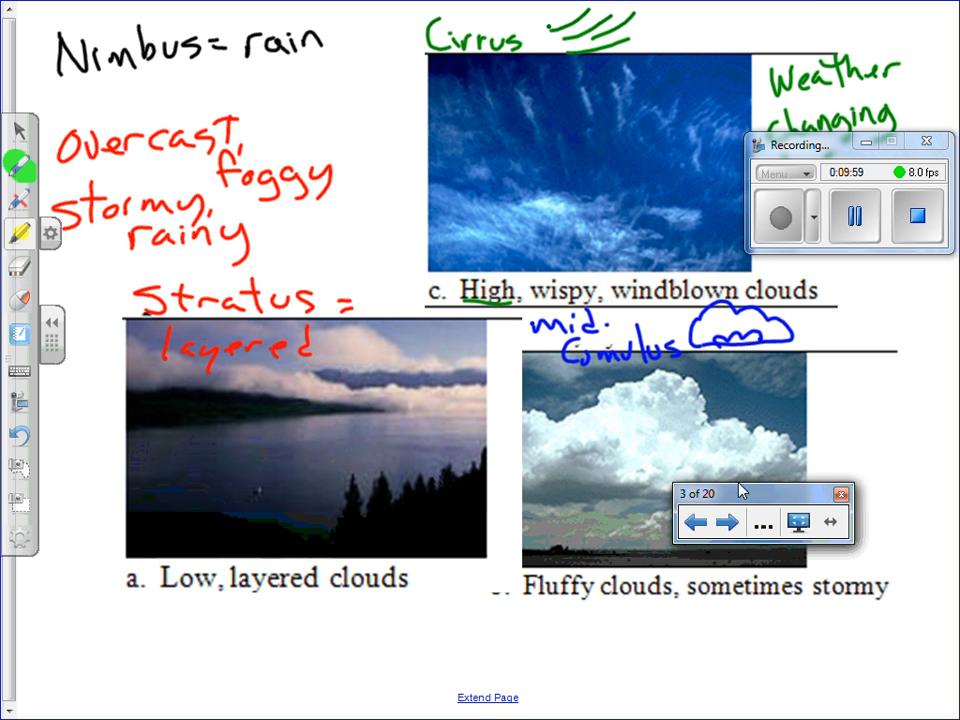 Nimbus = rain
Cirrus
Weather
changing
overcast,
foggy
stormy,
rainy
Recording...
Menu
0:09:59
8.0 fps
c. High, wispy, windblown clouds
Stratus =
layered
mid.
Cumulus
3 of 20
...
a. Low, layered clouds
Fluffy clouds, sometimes stormy
Extend Page